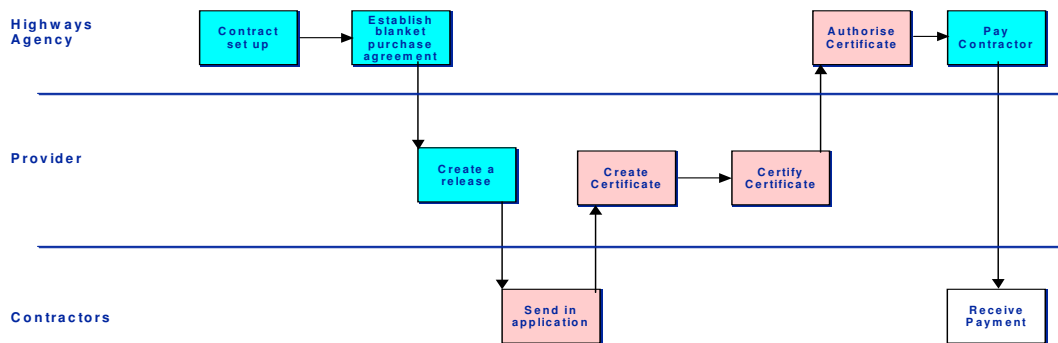 Highways
Agency
Contract
set up
Establish
blanket
purchase
agreement
Authorise
Certificate
Pay
Contractor
Provider
Create a
release
Create
Certificate
Certify
Certificate
Contractors
Send in
application
Receive
Payment